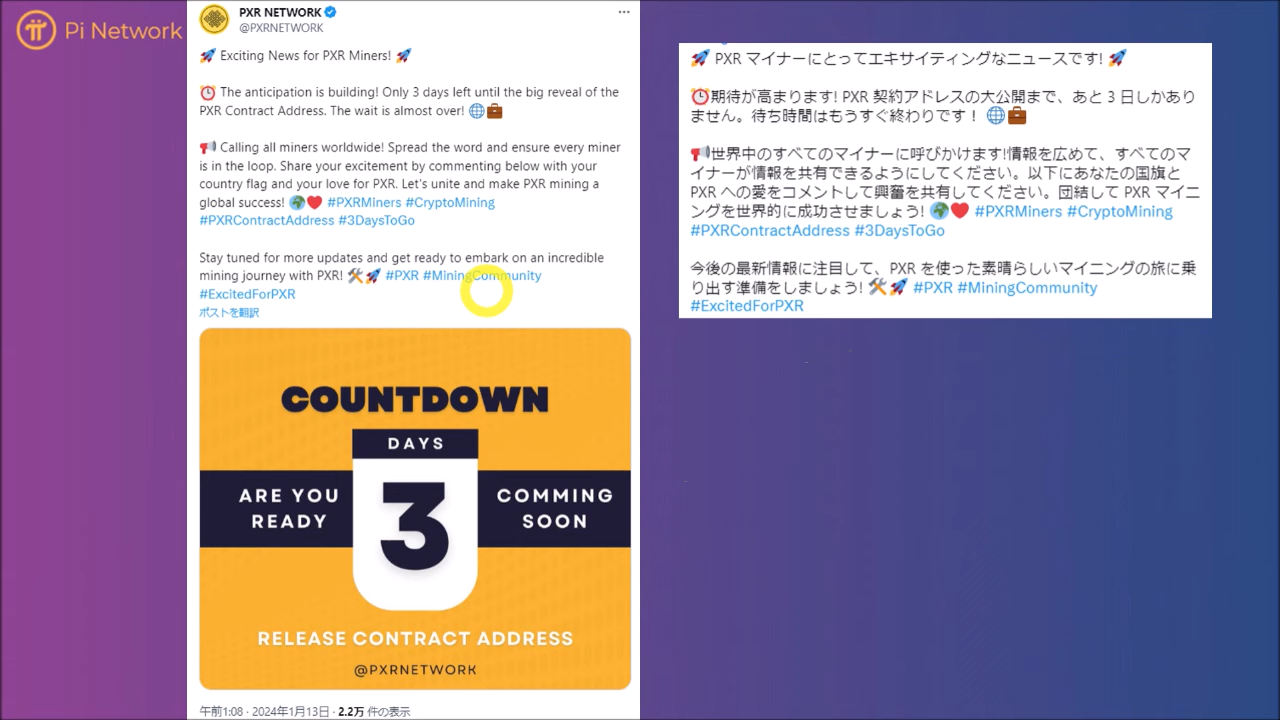 Pi Network
PXR NETWORK
@PXRNETWORK
🚀 Exciting News for PXR Miners! 🚀
⏰ The anticipation is building! Only 3 days left until the big reveal of the
PXR Contract Address. The wait is almost over! 🌐💼
📢 Calling all miners worldwide! Spread the word and ensure every miner
is in the loop. Share your excitement by commenting below with your
country flag and your love for PXR. Let's unite and make PXR mining a
global success! 🌍❤️ #PXRMiners #CryptoMining
#PXRContractAddress #3DaysToGo
Stay tuned for more updates and get ready to embark on an incredible
mining journey with PXR! 🛠️🚀 #PXR #MiningCommunity
#ExcitedForPXR
ポストを翻訳
COUNTDOWN
DAYS
3
ARE YOU
READY
COMMING
SOON
RELEASE CONTRACT ADDRESS
@PXRNETWORK
午前1:08 · 2024年1月13日 · 2.2万 件の表示
🚀 PXR マイナーにとってエキサイティングなニュースです! 🚀
⏰期待が高まります! PXR 契約アドレスの大公開まで、あと 3 日しかあり
ません。待ち時間はもうすぐ終わりです！ 🌐💼
📢世界中のすべてのマイナーに呼びかけます!情報を広めて、すべてのマ
イナーが情報を共有できるようにしてください。以下にあなたの国旗と
PXR への愛をコメントして興奮を共有してください。団結して PXR マイニ
ングを世界的に成功させましょう! 🌍❤️ #PXRMiners #CryptoMining
#PXRContractAddress #3DaysToGo
今後の最新情報に注目して、PXR を使った素晴らしいマイニングの旅に乗
り出す準備をしましょう! 🛠️🚀 #PXR #MiningCommunity
#ExcitedForPXR